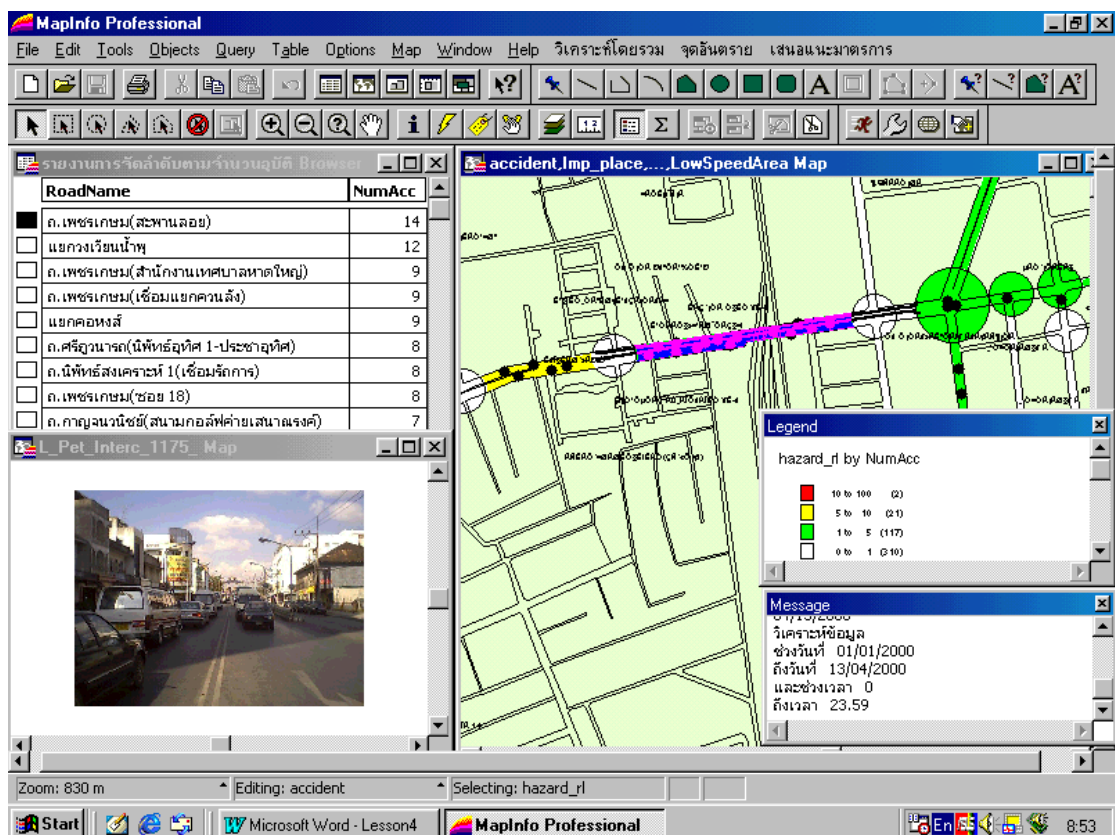 MapInfo Professional
File Edit Tools Objects Query Table Options Map Window Help วิเคราะห์โดยรวม จุดอันตราย เสนอแนะมาตรการ
รายงานการจัดลำดับตามจำนวนอุบัติ Browser
RoadName NumAcc
ถ.เพชรเกษม(สะพานลอย) 14
แยกวงเวียนน้ำพุ 12
ถ.เพชรเกษม(สำนักงานเทศบาลหาดใหญ่) 9
ถ.เพชรเกษม(เชื่อมแยกควนลัง) 9
แยกคอหงส์ 9
ถ.ศรีภูวนารถ(นิพัทธ์อุทิศ 1-ประชาอุทิศ) 8
ถ.นิพัทธ์สงเคราะห์ 1(เชื่อมรัถการ) 8
ถ.เพชรเกษม(ซอย 18) 8
ถ.กาญจนวนิชย์(สนามกอล์ฟค่ายเสนาณรงค์) 7
L_Pet_Interc_1175_ Map
accident,Imp_place,...,LowSpeedArea Map
Legend
hazard_rl by NumAcc
10 to 100 (2)
5 to 10 (21)
1 to 5 (117)
0 to 1 (310)
Message
วิเคราะห์ข้อมูล
ช่วงวันที่ 01/01/2000
ถึงวันที่ 13/04/2000
และช่วงเวลา 0
ถึงเวลา 23.59
Zoom: 830 m Editing: accident Selecting: hazard_rl
Start Microsoft Word - Lesson4 MapInfo Professional En 8:53